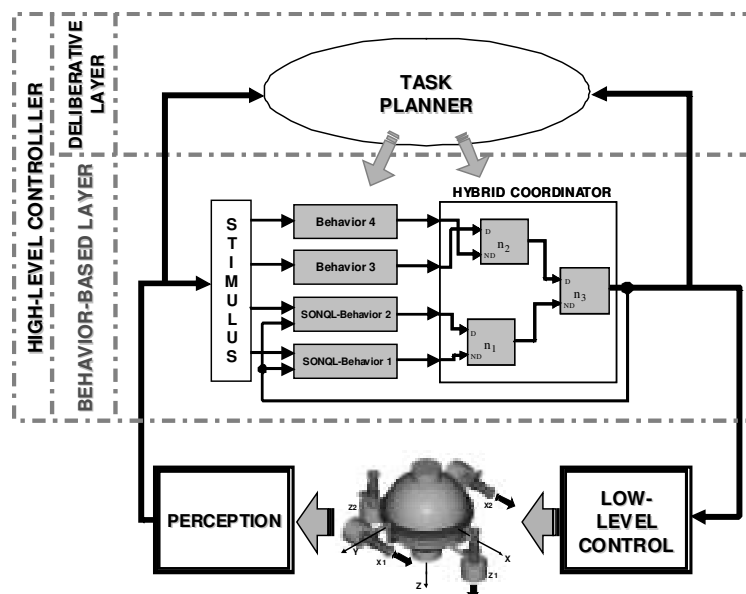 HIGH-LEVEL CONTROLLLER
DELIBERATIVE
LAYER
BEHAVIOR-BASED LAYER
TASK
PLANNER
HYBRID COORDINATOR
STIMULUS
Behavior 4
Behavior 3
SONQL-Behavior 2
SONQL-Behavior 1
D
ND
n2
D
ND
n3
D
ND
n1
PERCEPTION
Z2
X2
Y
X1
X
Z1
Z
LOW-
LEVEL
CONTROL